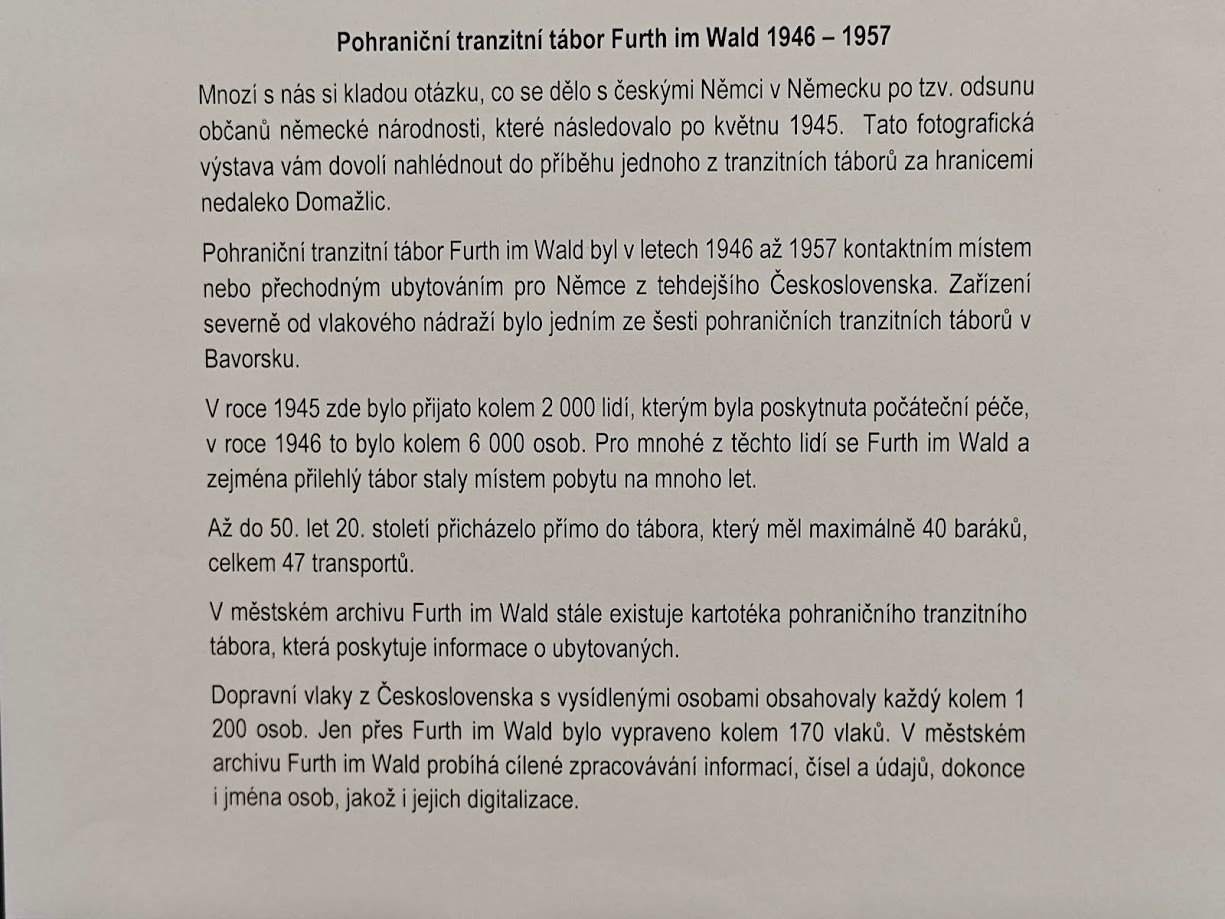 Pohraniční tranzitní tábor Furth im Wald 1946 – 1957
Mnozí s nás si kladou otázku, co se dělo s českými Němci v Německu po tzv. odsunu
občanů německé národnosti, které následovalo po květnu 1945. Tato fotografická
výstava vám dovolí nahlédnout do příběhu jednoho z tranzitních táborů za hranicemi
nedaleko Domažlic.
Pohraniční tranzitní tábor Furth im Wald byl v letech 1946 až 1957 kontaktním místem
nebo přechodným ubytováním pro Němce z tehdejšího Československa. Zařízení
severně od vlakového nádraží bylo jedním ze šesti pohraničních tranzitních táborů v
Bavorsku.
V roce 1945 zde bylo přijato kolem 2 000 lidí, kterým byla poskytnuta počáteční péče,
v roce 1946 to bylo kolem 6 000 osob. Pro mnohé z těchto lidí se Furth im Wald a
zejména přilehlý tábor staly místem pobytu na mnoho let.
Až do 50. let 20. století přicházelo přímo do tábora, který měl maximálně 40 baráků,
celkem 47 transportů.
V městském archivu Furth im Wald stále existuje kartotéka pohraničního tranzitního
tábora, která poskytuje informace o ubytovaných.
Dopravní vlaky z Československa s vysídlenými osobami obsahovaly každý kolem 1
200 osob. Jen přes Furth im Wald bylo vypraveno kolem 170 vlaků. V městském
archivu Furth im Wald probíhá cílené zpracovávání informací, čísel a údajů, dokonce
i jména osob, jakož i jejich digitalizace.